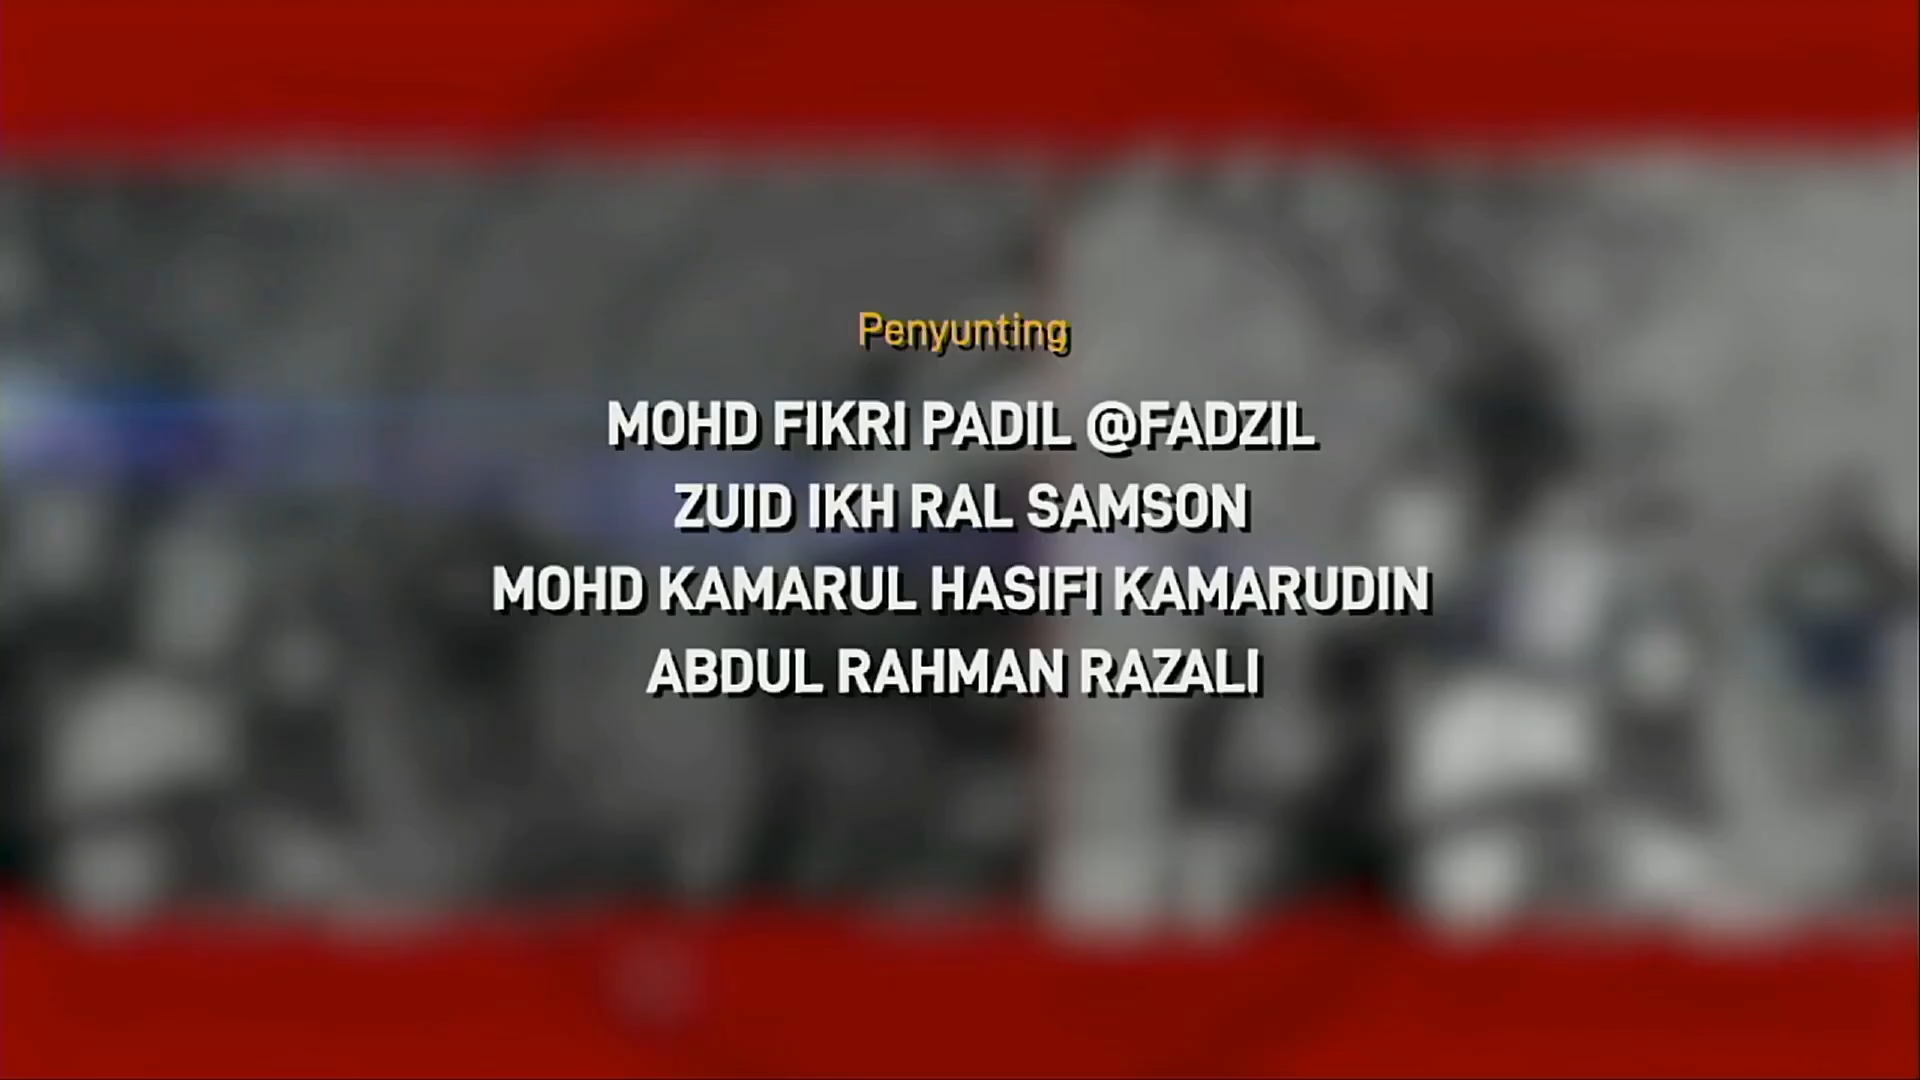 Penyunting
MOHD FIKRI PADIL @FADZIL
ZUID IKH RAL SAMSON
MOHD KAMARUL HASIFI KAMARUDIN
ABDUL RAHMAN RAZALI